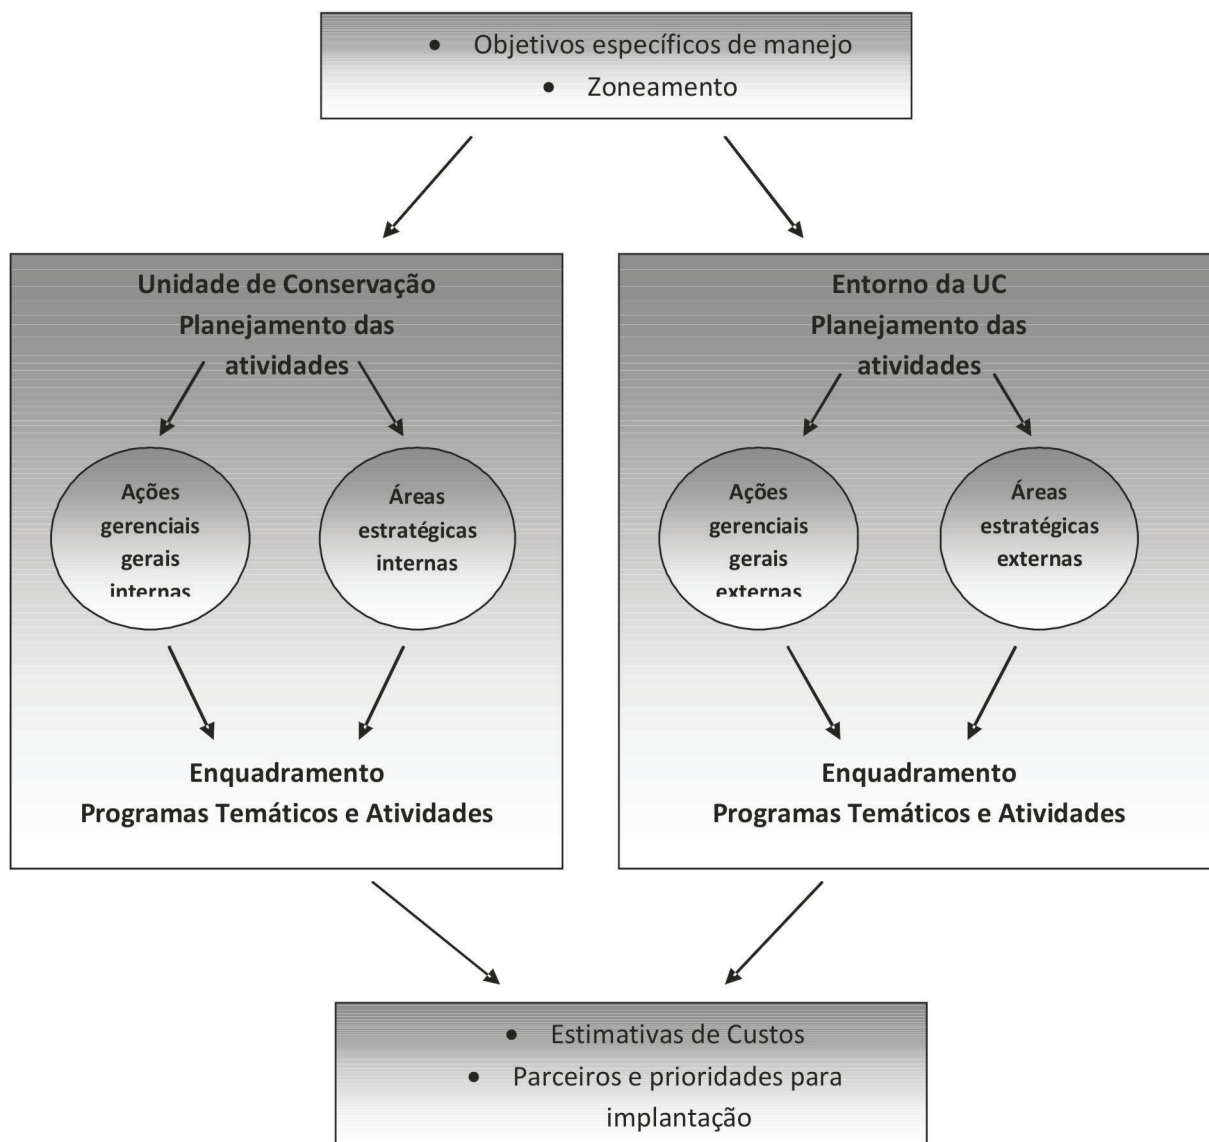 • Objetivos específicos de manejo
• Zoneamento
Unidade de Conservação
Planejamento das
atividades
Ações
gerenciais
gerais
internas
Áreas
estratégicas
internas
Enquadramento
Programas Temáticos e Atividades
Entorno da UC
Planejamento das
atividades
Ações
gerenciais
gerais
externas
Áreas
estratégicas
externas
Enquadramento
Programas Temáticos e Atividades
• Estimativas de Custos
• Parceiros e prioridades para
implantação